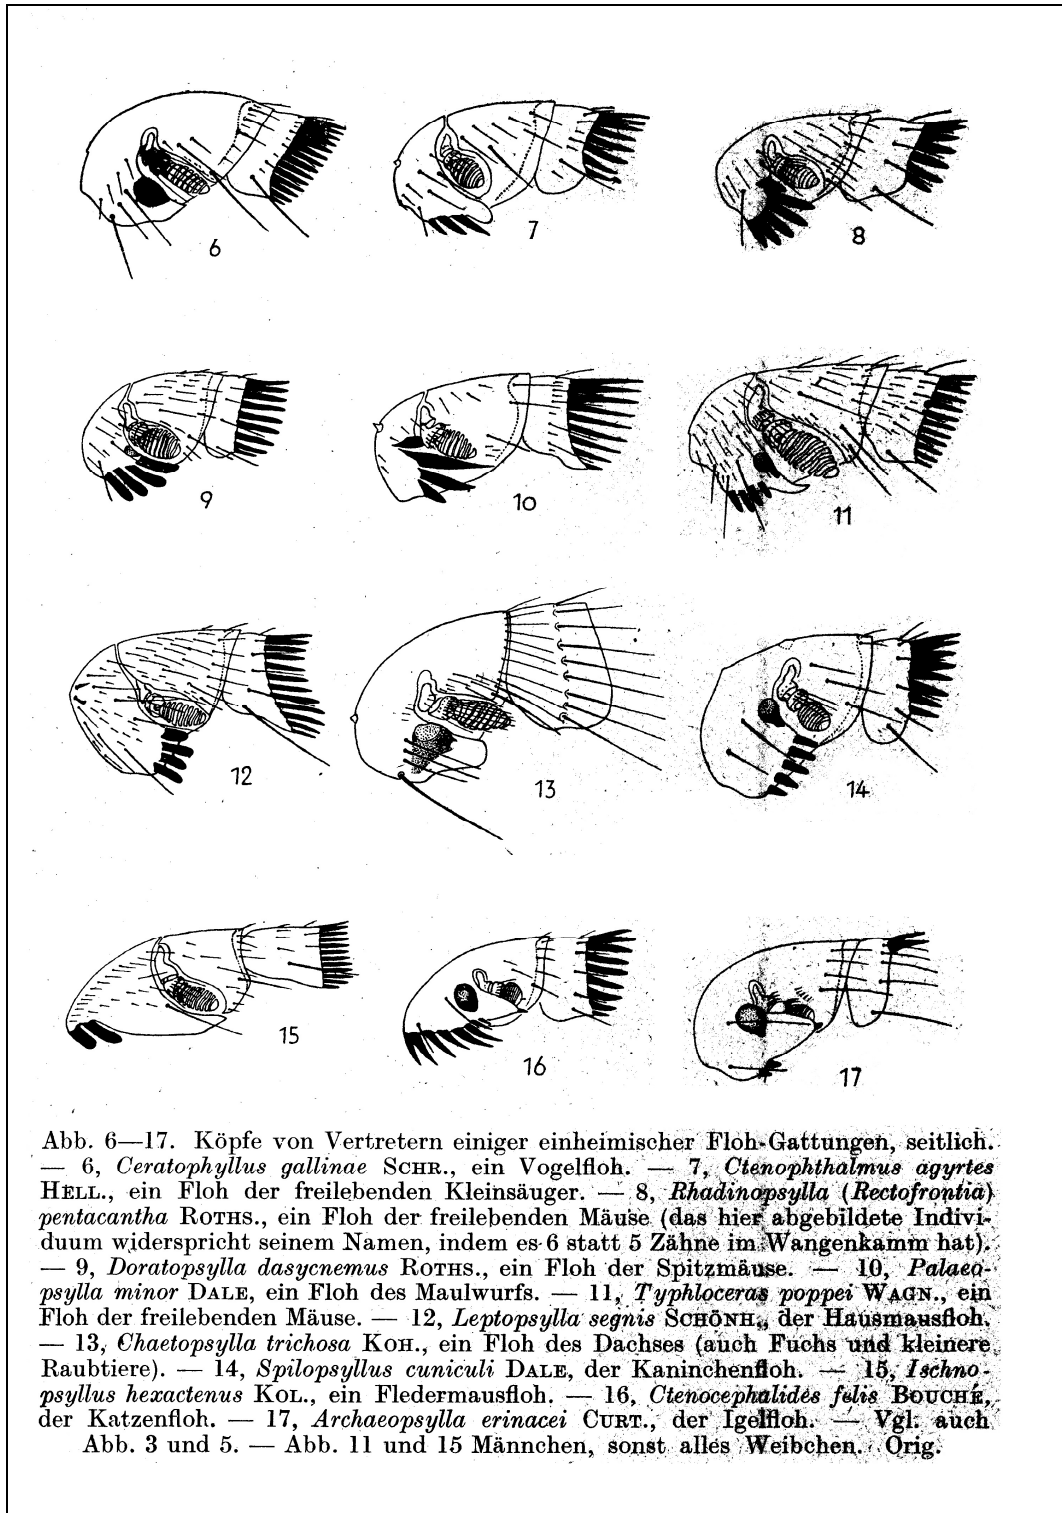 6
7
8
9
10
11
12
13
14
15
16
17
Abb. 6—17. Köpfe von Vertretern einiger einheimischer Floh-Gattungen, seitlich.
— 6, Ceratophyllus gallinae SCHR., ein Vogelfloh. — 7, Ctenophthalmus agyrtes
HELL., ein Floh der freilebenden Kleinsäuger. — 8, Rhadinopsylla (Rectofrontia)
pentacantha ROTHS., ein Floh der freilebenden Mäuse (das hier abgebildete Indivi-
duum widerspricht seinem Namen, indem es 6 statt 5 Zähne im Wangenkamm hat).
— 9, Doratopsylla dasycnemus ROTHS., ein Floh der Spitzmäuse. — 10, Palaeo-
psylla minor DALE, ein Floh des Maulwurfs. — 11, Typhloceras poppei WAGN., ein
Floh der freilebenden Mäuse. — 12, Leptopsylla segnis SCHÖNH., der Hausmausfloh.
— 13, Chaetopsylla trichosa KOH., ein Floh des Dachses (auch Fuchs und kleinere
Raubtiere). — 14, Spilopsyllus cuniculi DALE, der Kaninchenfloh. — 15, Ischno-
psyllus hexactenus KOL., ein Fledermausfloh. — 16, Ctenocephalides felis BOUCHÉ,
der Katzenfloh. — 17, Archaeopsylla erinacei CURT., der Igelfloh. — Vgl. auch
Abb. 3 und 5. — Abb. 11 und 15 Männchen, sonst alles Weibchen. Orig.